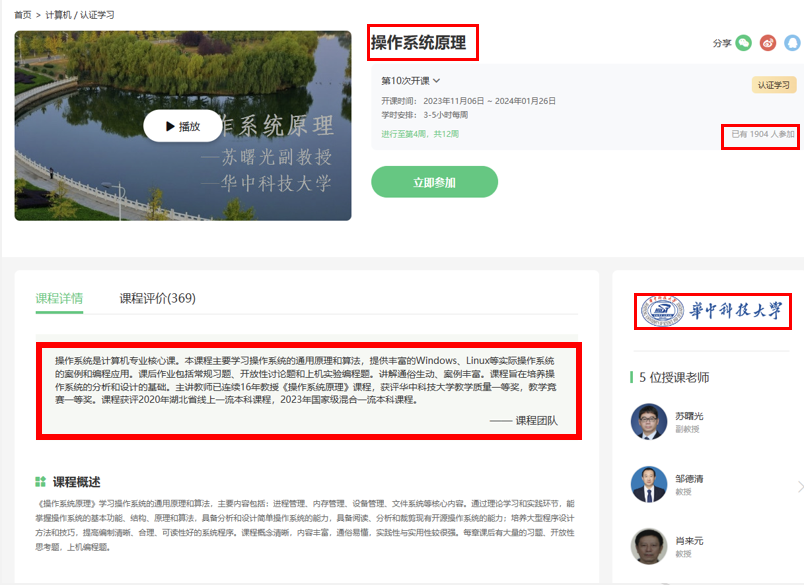 首页 > 计算机 / 认证学习
操作系统原理
分享
播放
作系统原理
—苏曙光副教授
—华中科技大学
第10次开课
认证学习
开课时间： 2023年11月06日 ~ 2024年01月26日
学时安排： 3-5小时每周
进行至第4周，共12周
已有 1904 人参加
立即参加
课程详情
课程评价(369)
操作系统是计算机专业核心课。本课程主要学习操作系统的通用原理和算法，提供丰富的Windows、Linux等实际操作系统
的案例和编程应用。课后作业包括常规习题、开放性讨论题和上机实验编程题。讲解通俗生动、案例丰富。课程旨在培养操
作系统的分析和设计的基础。主讲教师已连续16年教授《操作系统原理》课程，获评华中科技大学教学质量一等奖，教学竞
赛一等奖。课程获评2020年湖北省线上一流本科课程，2023年国家级混合一流本科课程。
—— 课程团队
课程概述
《操作系统原理》学习操作系统的通用原理和算法，主要内容包括：进程管理、内存管理、设备管理、文件系统等核心内容。通过理论学习和实践环节，能
掌握操作系统的基本功能、结构、原理和算法，具备分析和设计简单操作系统的能力，具备阅读、分析和裁剪现有开源操作系统的能力；培养大型程序设计
方法和技巧，提高编制清晰、合理、可读性好的系统程序。课程概念清晰，内容丰富，通俗易懂，实践性与实用性较很强。每章课后有大量的习题、开放性
思考题，上机编程题。
華中科技大学
5 位授课老师
苏曙光
副教授
邹德清
教授
肖来元
教授